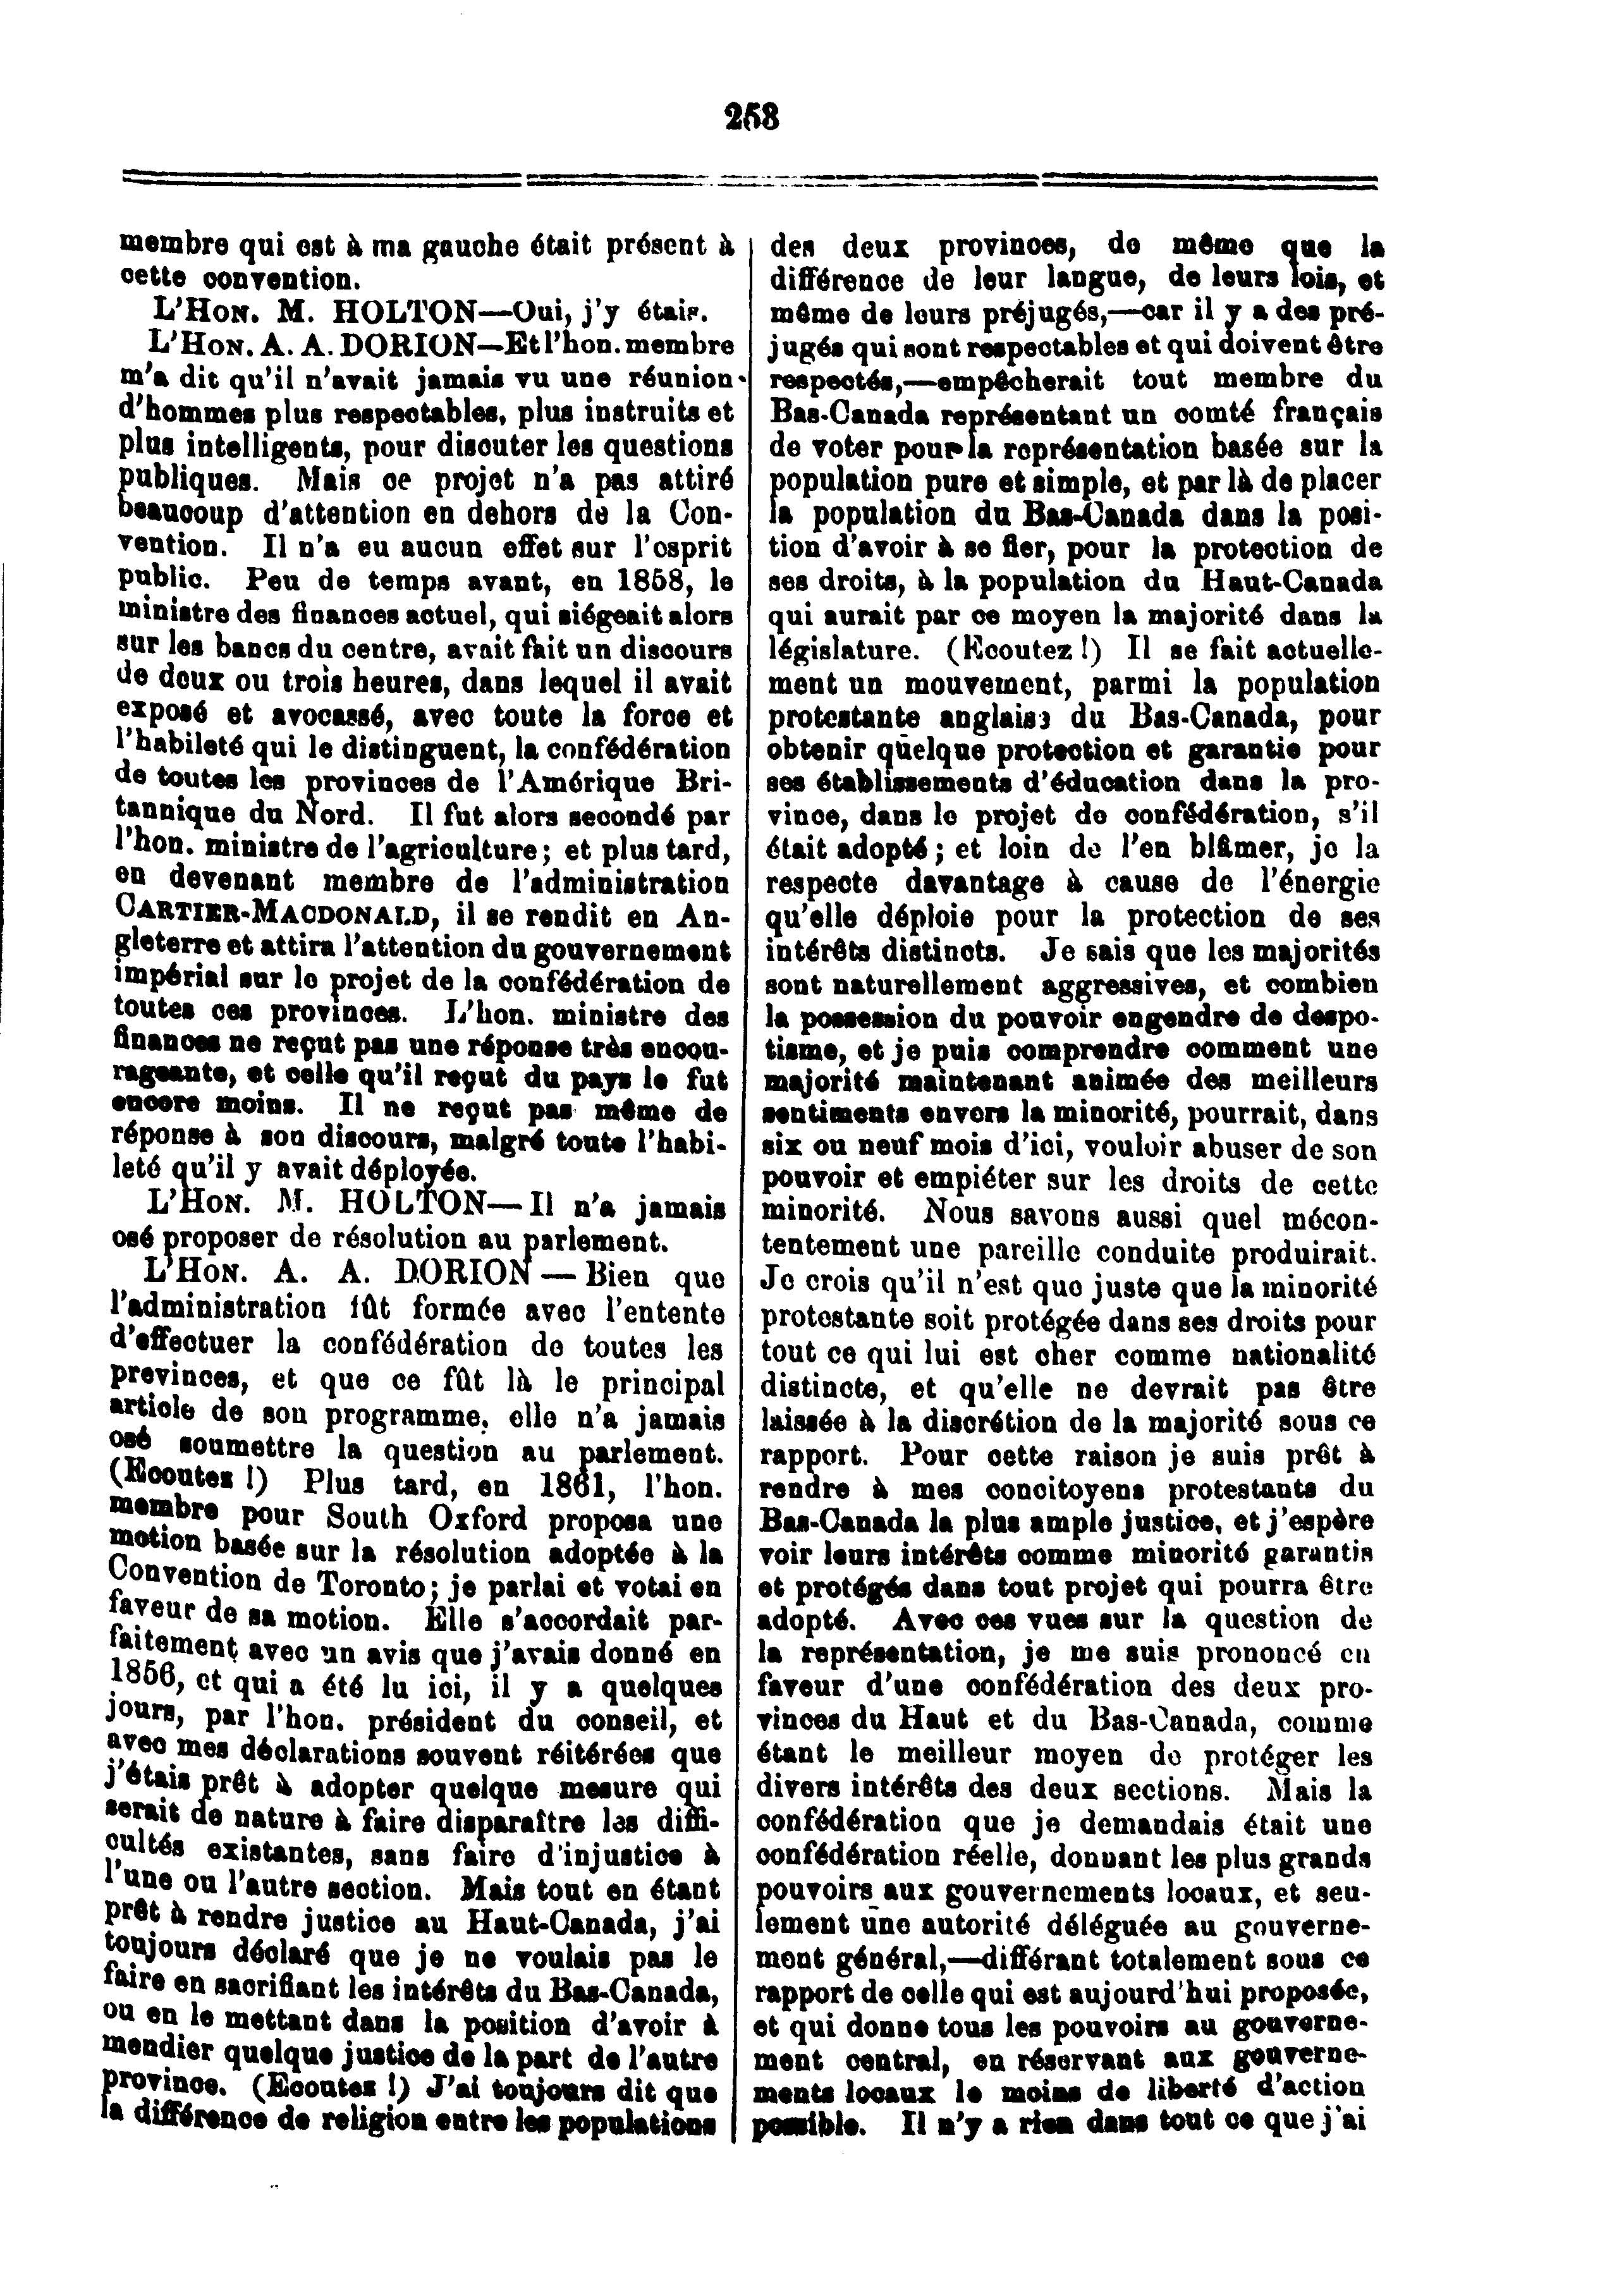 253
membre qui est à ma gauche était présent à
cette convention.
L'HON. M. HOLTON—Oui, j'y étais.
L'HON. A. A. DORION—Et l'hon. membre
m'a dit qu'il n'avait jamais vu une réunion
d'hommes plus respectables, plus instruits et
plus intelligents, pour discuter les questions
publiques. Mais ce projet n'a pas attiré
beaucoup d'attention en dehors de la Con-
vention. Il n'a eu aucun effet sur l'esprit
public. Peu de temps avant, en 1858, le
ministre des finances actuel, qui siégeait alors
sur les bancs du centre, avait fait un discours
de deux ou trois heures, dans lequel il avait
exposé et avocassé, avec toute la force et
l'habileté qui le distinguent, la confédération
de toutes les provinces de l'Amérique Bri-
tannique du Nord. Il fut alors secondé par
l'hon. ministre de l'agriculture; et plus tard,
en devenant membre de l'administration
CARTIER-MACDONALD, il se rendit en An-
gleterre et attira l'attention du gouvernement
impérial sur le projet de la confédération de
toutes ces provinces. L'hon. ministre des
finances ne reçut pas une réponse très encou-
rageante, et celle qu'il reçut du pays le fut
encore moins. Il ne reçut pas même de
réponse à son discours, malgré toute l'habi-
leté qu'il y avait déployée.
L'HON. M. HOLTON—Il n'a jamais
osé proposer de résolution au parlement.
L'HON. A. A. DORION—Bien que
l'administration fût formée avec l'entente
d'effectuer la confédération de toutes les
previnces, et que ce fût là le principal
article de son programme, elle n'a jamais
osé soumettre la question au parlement.
(Ecoutez !) Plus tard, en 1861, l'hon.
membre pour South Oxford proposa une
motion basée sur la résolution adoptée à la
Convention de Toronto; je parlai et votai en
faveur de sa motion. Elle s'accordait par-
faitement avec un avis que j'avais donné en
1856, et qui a été lu ici, il y a quelques
jours, par l'hon. président du conseil, et
avec mes déclarations souvent réitérées que
j'étais prêt à adopter quelque mesure qui
serait de nature à faire disparaître les diffi-
cultés existantes, sans faire d'injustice à
l'une ou l'autre section. Mais tout en étant
prêt à rendre justice au Haut-Canada, j'ai
toujours déclaré que je ne voulais pas le
faire en sacrifiant les intérêts du Bas-Canada,
ou en le mettant dans la position d'avoir à
mendier quelque justice de la part de l'autre
province. (Ecoutez !) J'ai toujours dit que
la différence de religion entre les populations
des deux provinces, de même que la
différence de leur langue, de leurs lois, et
même de leurs préjugés,—car il y a des pré-
jugés qui sont respectables et qui doivent être
respectés,—empêcherait tout membre du
Bas-Canada représentant un comté français
de voter pour la représentation basée sur la
population pure et simple, et par là de placer
la population du Bas-Canada dans la posi-
tion d'avoir à se fier, pour la protection de
ses droits, à la population du Haut-Canada
qui aurait par ce moyen la majorité dans la
législature. (Ecoutez !) Il se fait actuelle-
ment un mouvement, parmi la population
protestante anglaise du Bas-Canada, pour
obtenir quelque protection et garantie pour
ses établissements d'éducation dans la pro-
vince, dans le projet de confédération, s'il
était adopté; et loin de l'en blâmer, je la
respecte davantage à cause de l'énergie
qu'elle déploie pour la protection de ses
intérêts distincts. Je sais que les majorités
sont naturellement aggressives, et combien
la possession du pouvoir engendre de despo-
tisme, et je puis comprendre comment une
majorité maintenant animée des meilleurs
sentiments envers la minorité, pourrait, dans
six ou neuf mois d'ici, vouloir abuser de son
pouvoir et empiéter sur les droits de cette
minorité. Nous savons aussi quel mécon-
tentement une pareille conduite produirait.
Je crois qu'il n'est que juste que la minorité
protestante soit protégée dans ses droits pour
tout ce qui lui est cher comme nationalité
distincte, et qu'elle ne devrait pas être
laissée à la discrétion de la majorité sous ce
rapport. Pour cette raison je suis prêt à
rendre à mes concitoyens protestants du
Bas-Canada la plus ample justice, et j'espère
voir leurs intérêts comme minorité garantis
et protégés dans tout projet qui pourra être
adopté. Avec ces vues sur la question de
la représentation, je me suis prononcé en
faveur d'une confédération des deux pro-
vinces du Haut et du Bas-Canada, comme
étant le meilleur moyen de protéger les
divers intérêts des deux sections. Mais la
confédération que je demandais était une
confédération réelle, donnant les plus grands
pouvoirs aux gouvernements locaux, et seu-
lement une autorité déléguée au gouverne-
ment général,—différant totalement sous ce
rapport de celle qui est aujourd'hui proposée,
et qui donne tous les pouvoirs au gouverne-
ment central, en réservant aux gouverne-
ments locaux le moins de liberté d'action
possible. Il n'y a rien dans tout ce que j'ai